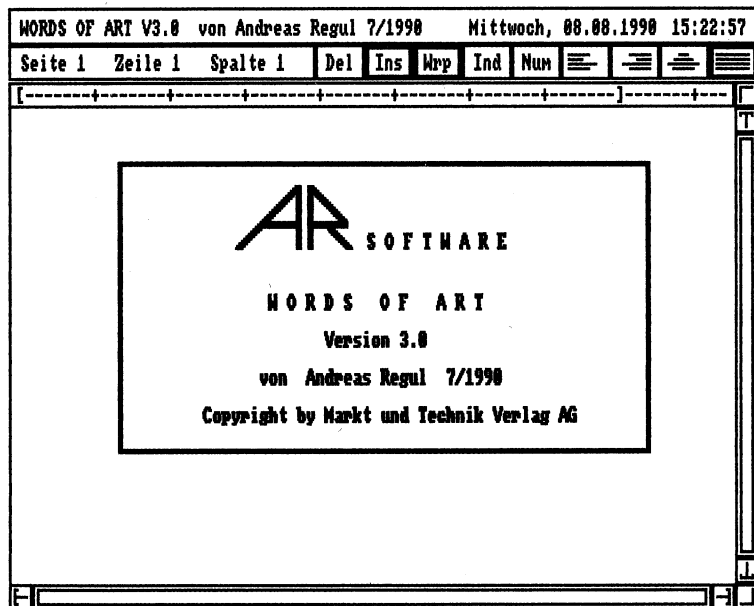 WORDS OF ART V3.0 von Andreas Regul 7/1990 Mittwoch, 08.08.1990 15:22:57
Seite 1 Zeile 1 Spalte 1 Del Ins Wrp Ind Num
[--------+-------+-------+-------+-------+-------+-------]-------+---
AR SOFTWARE
WORDS OF ART
Version 3.0
von Andreas Regul 7/1990
Copyright by Markt und Technik Verlag AG